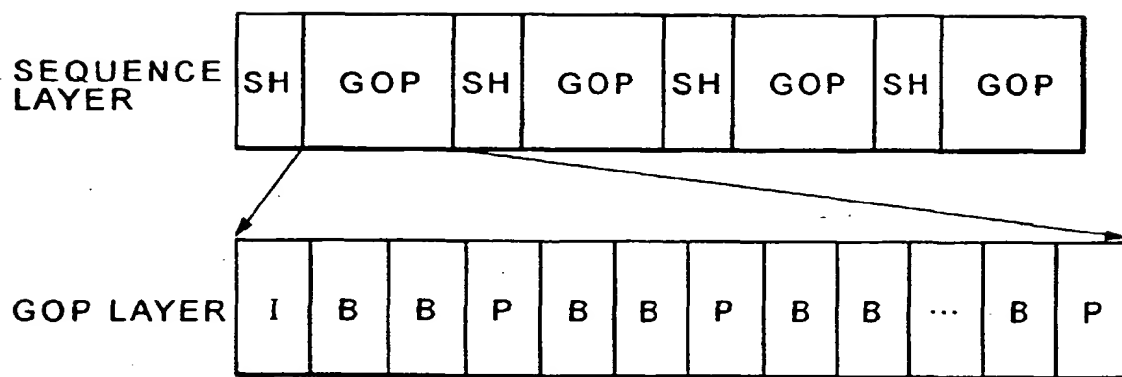 SEQUENCE LAYER
SH GOP SH GOP SH GOP SH GOP
GOP LAYER
I B B P B B P B B ... B P